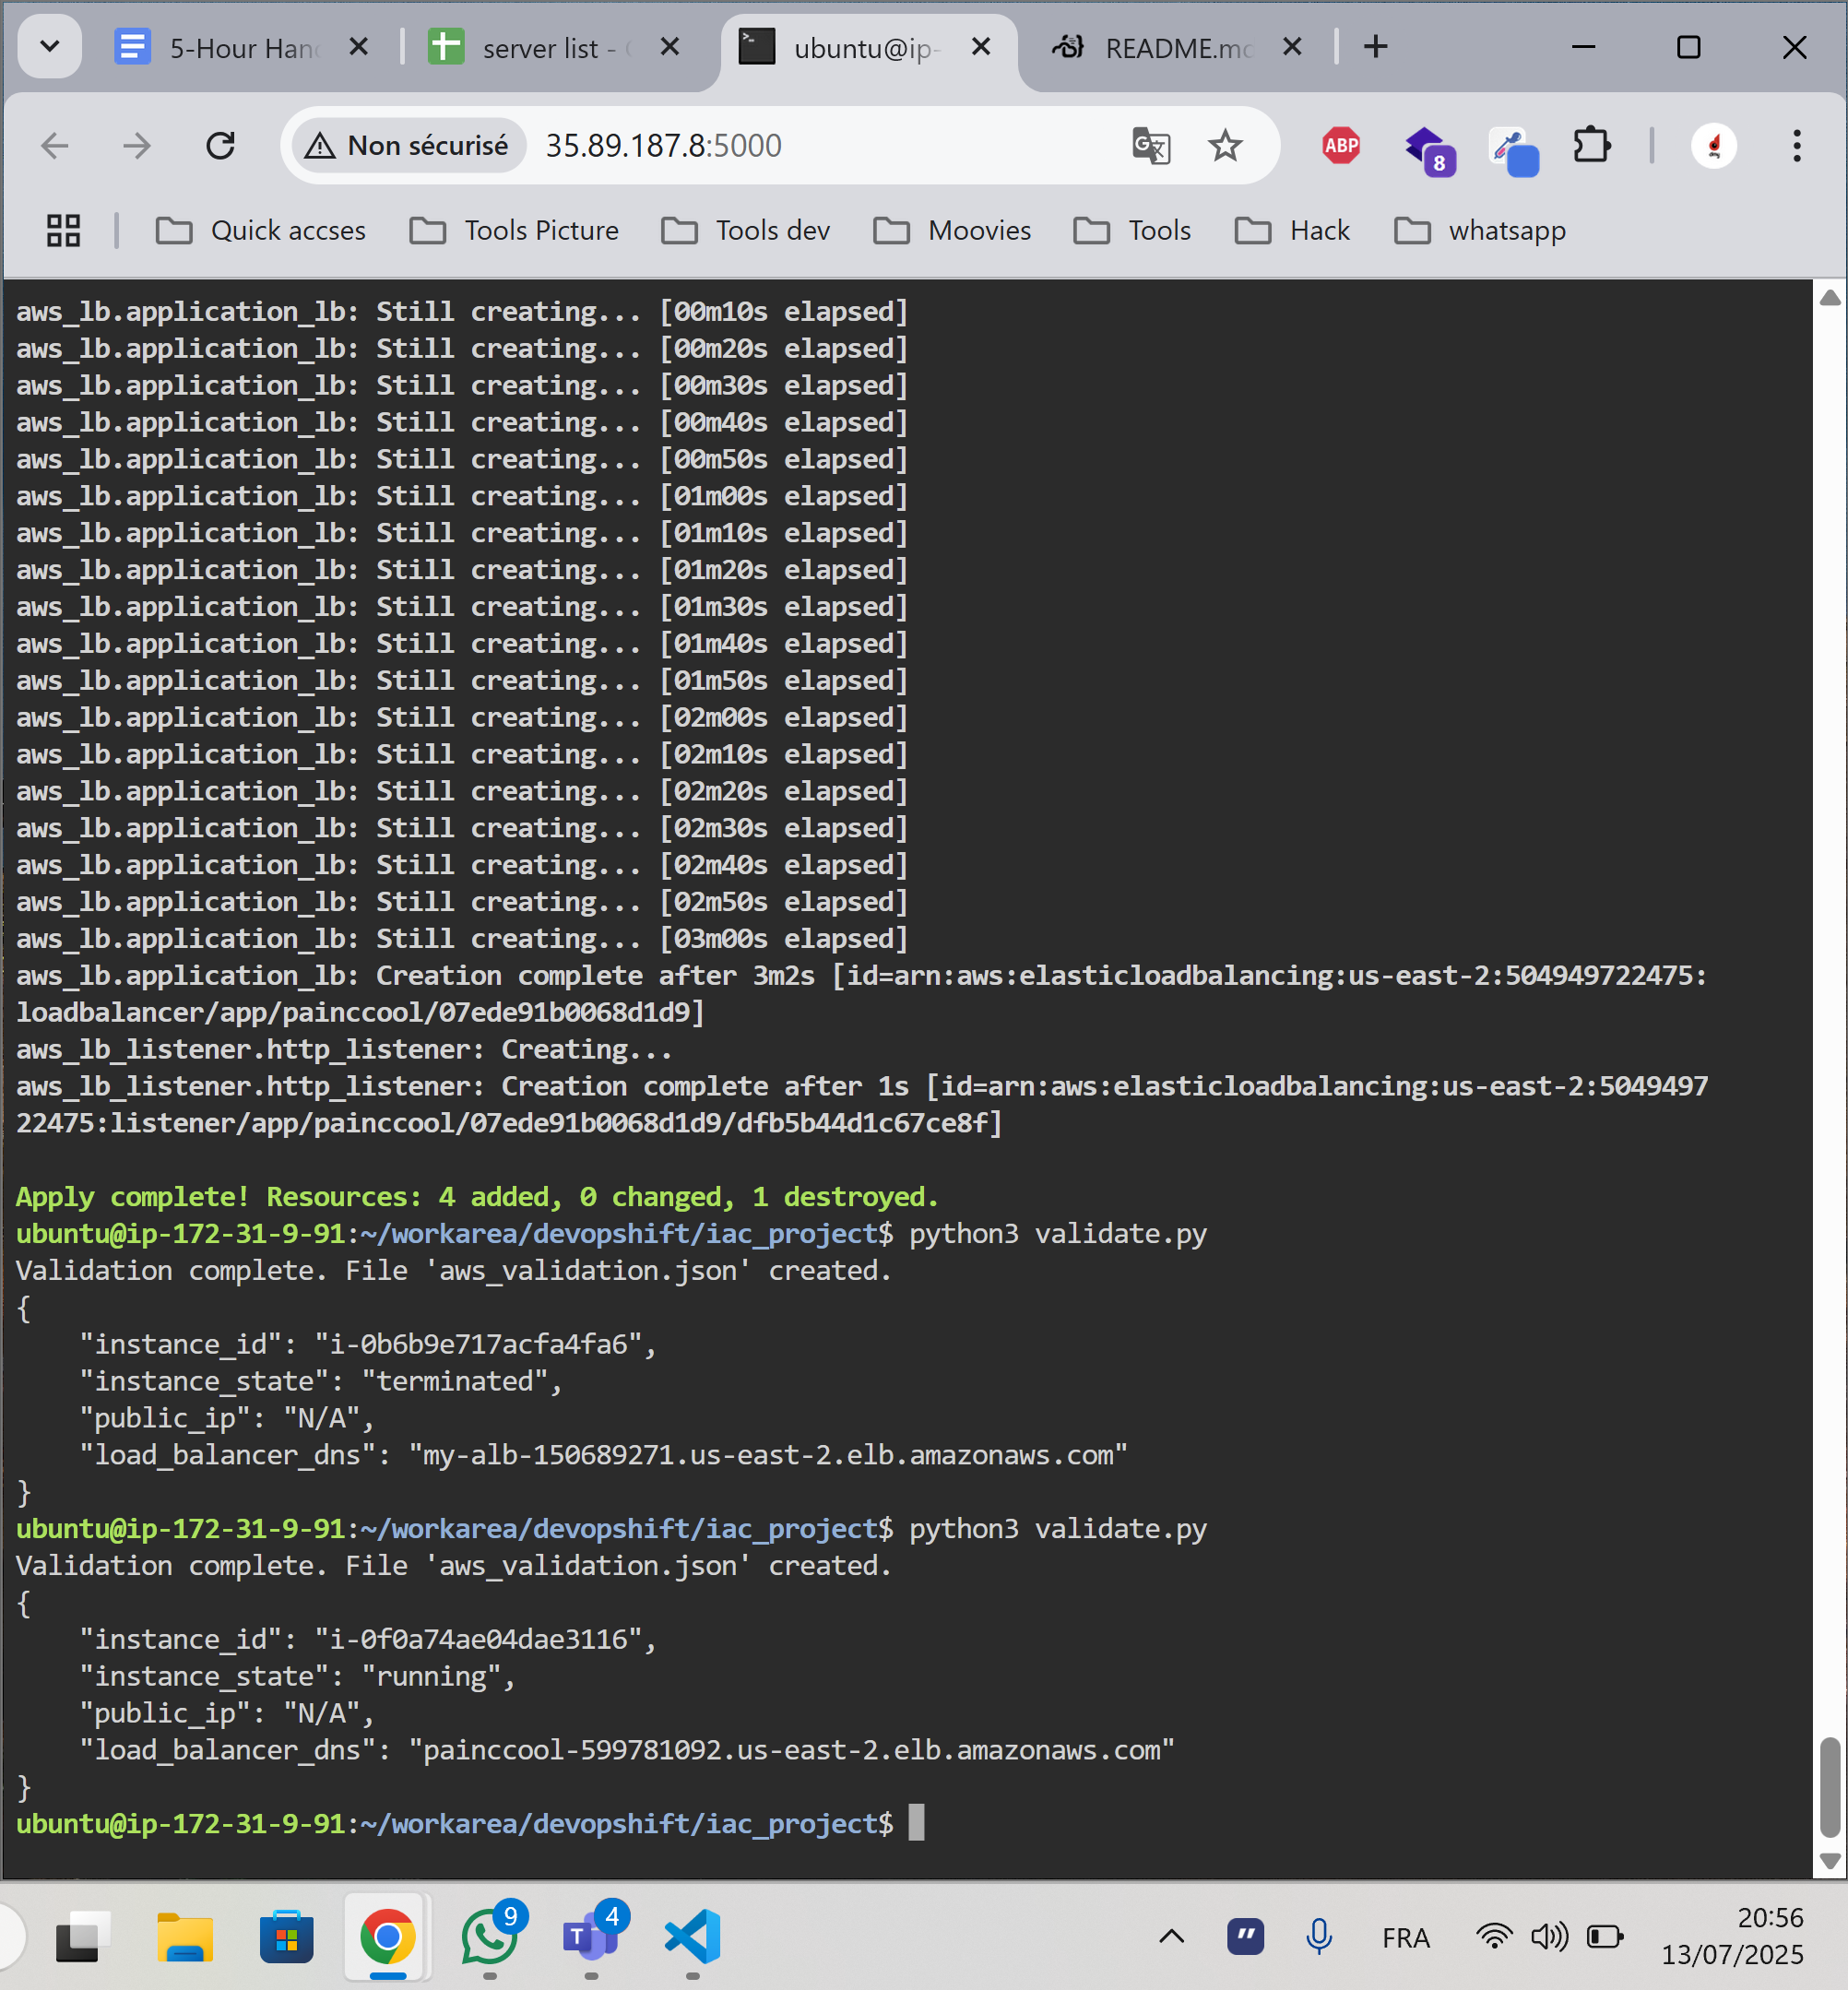 5-Hour Han
server list - 
ubuntu@ip-
README.mc
Non sécurisé 35.89.187.8:5000
ABP
8
Quick accses
Tools Picture
Tools dev
Moovies
Tools
Hack
whatsapp
aws_lb.application_lb: Still creating... [00m10s elapsed]
aws_lb.application_lb: Still creating... [00m20s elapsed]
aws_lb.application_lb: Still creating... [00m30s elapsed]
aws_lb.application_lb: Still creating... [00m40s elapsed]
aws_lb.application_lb: Still creating... [00m50s elapsed]
aws_lb.application_lb: Still creating... [01m00s elapsed]
aws_lb.application_lb: Still creating... [01m10s elapsed]
aws_lb.application_lb: Still creating... [01m20s elapsed]
aws_lb.application_lb: Still creating... [01m30s elapsed]
aws_lb.application_lb: Still creating... [01m40s elapsed]
aws_lb.application_lb: Still creating... [01m50s elapsed]
aws_lb.application_lb: Still creating... [02m00s elapsed]
aws_lb.application_lb: Still creating... [02m10s elapsed]
aws_lb.application_lb: Still creating... [02m20s elapsed]
aws_lb.application_lb: Still creating... [02m30s elapsed]
aws_lb.application_lb: Still creating... [02m40s elapsed]
aws_lb.application_lb: Still creating... [02m50s elapsed]
aws_lb.application_lb: Still creating... [03m00s elapsed]
aws_lb.application_lb: Creation complete after 3m2s [id=arn:aws:elasticloadbalancing:us-east-2:504949722475:
loadbalancer/app/painccool/07ede91b0068d1d9]
aws_lb_listener.http_listener: Creating...
aws_lb_listener.http_listener: Creation complete after 1s [id=arn:aws:elasticloadbalancing:us-east-2:5049497
22475:listener/app/painccool/07ede91b0068d1d9/dfb5b44d1c67ce8f]
Apply complete! Resources: 4 added, 0 changed, 1 destroyed.
ubuntu@ip-172-31-9-91:~/workarea/devopshift/iac_project$ python3 validate.py
Validation complete. File 'aws_validation.json' created.
{
    "instance_id": "i-0b6b9e717acfa4fa6",
    "instance_state": "terminated",
    "public_ip": "N/A",
    "load_balancer_dns": "my-alb-150689271.us-east-2.elb.amazonaws.com"
}
ubuntu@ip-172-31-9-91:~/workarea/devopshift/iac_project$ python3 validate.py
Validation complete. File 'aws_validation.json' created.
{
    "instance_id": "i-0f0a74ae04dae3116",
    "instance_state": "running",
    "public_ip": "N/A",
    "load_balancer_dns": "painccool-599781092.us-east-2.elb.amazonaws.com"
}
ubuntu@ip-172-31-9-91:~/workarea/devopshift/iac_project$
9
4
FRA
20:56
13/07/2025